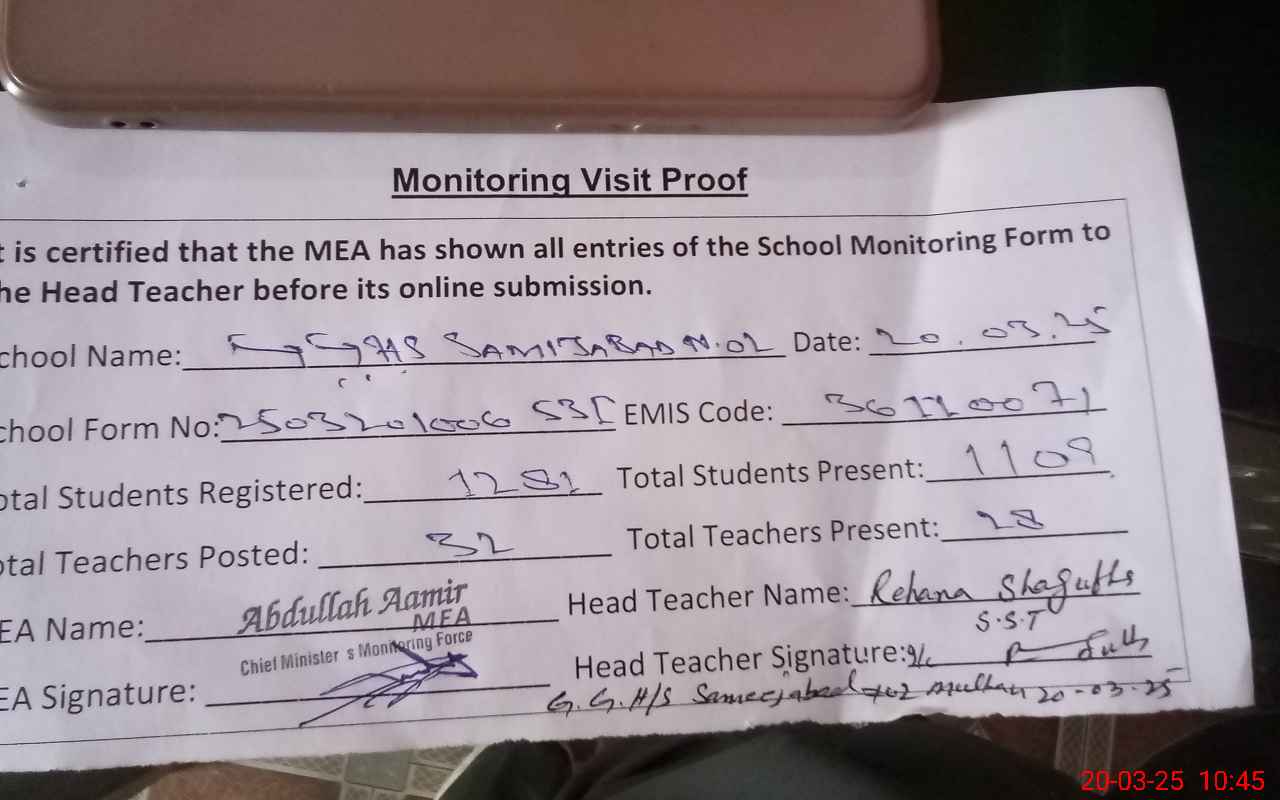 Monitoring Visit Proof
t is certified that the MEA has shown all entries of the School Monitoring Form to
he Head Teacher before its online submission.
chool Name: GGHS SAMIJABAD N.02 Date: 20.03.25
chool Form No: 2503201006 EMIS Code: 36110071
otal Students Registered: 1281 Total Students Present: 1109
otal Teachers Posted: 32 Total Teachers Present: 28
EA Name: Abdullah Aamir Head Teacher Name: Rehana Shagufta
MEA S.S.T
Chief Minister s Monitoring Force
EA Signature: Head Teacher Signature:
G.G.H/S Sameejabad Multan 20-03-25
20-03-25 10:45